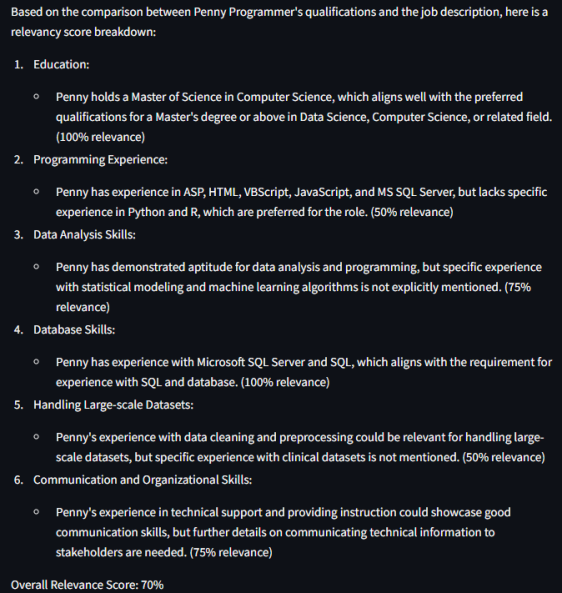 Based on the comparison between Penny Programmer's qualifications and the job description, here is a
relevancy score breakdown:
1. Education:
○ Penny holds a Master of Science in Computer Science, which aligns well with the preferred
qualifications for a Master's degree or above in Data Science, Computer Science, or related field.
(100% relevance)
2. Programming Experience:
○ Penny has experience in ASP, HTML, VBScript, JavaScript, and MS SQL Server, but lacks specific
experience in Python and R, which are preferred for the role. (50% relevance)
3. Data Analysis Skills:
○ Penny has demonstrated aptitude for data analysis and programming, but specific experience
with statistical modeling and machine learning algorithms is not explicitly mentioned. (75%
relevance)
4. Database Skills:
○ Penny has experience with Microsoft SQL Server and SQL, which aligns with the requirement for
experience with SQL and database. (100% relevance)
5. Handling Large-scale Datasets:
○ Penny's experience with data cleaning and preprocessing could be relevant for handling large-
scale datasets, but specific experience with clinical datasets is not mentioned. (50% relevance)
6. Communication and Organizational Skills:
○ Penny's experience in technical support and providing instruction could showcase good
communication skills, but further details on communicating technical information to
stakeholders are needed. (75% relevance)
Overall Relevance Score: 70%